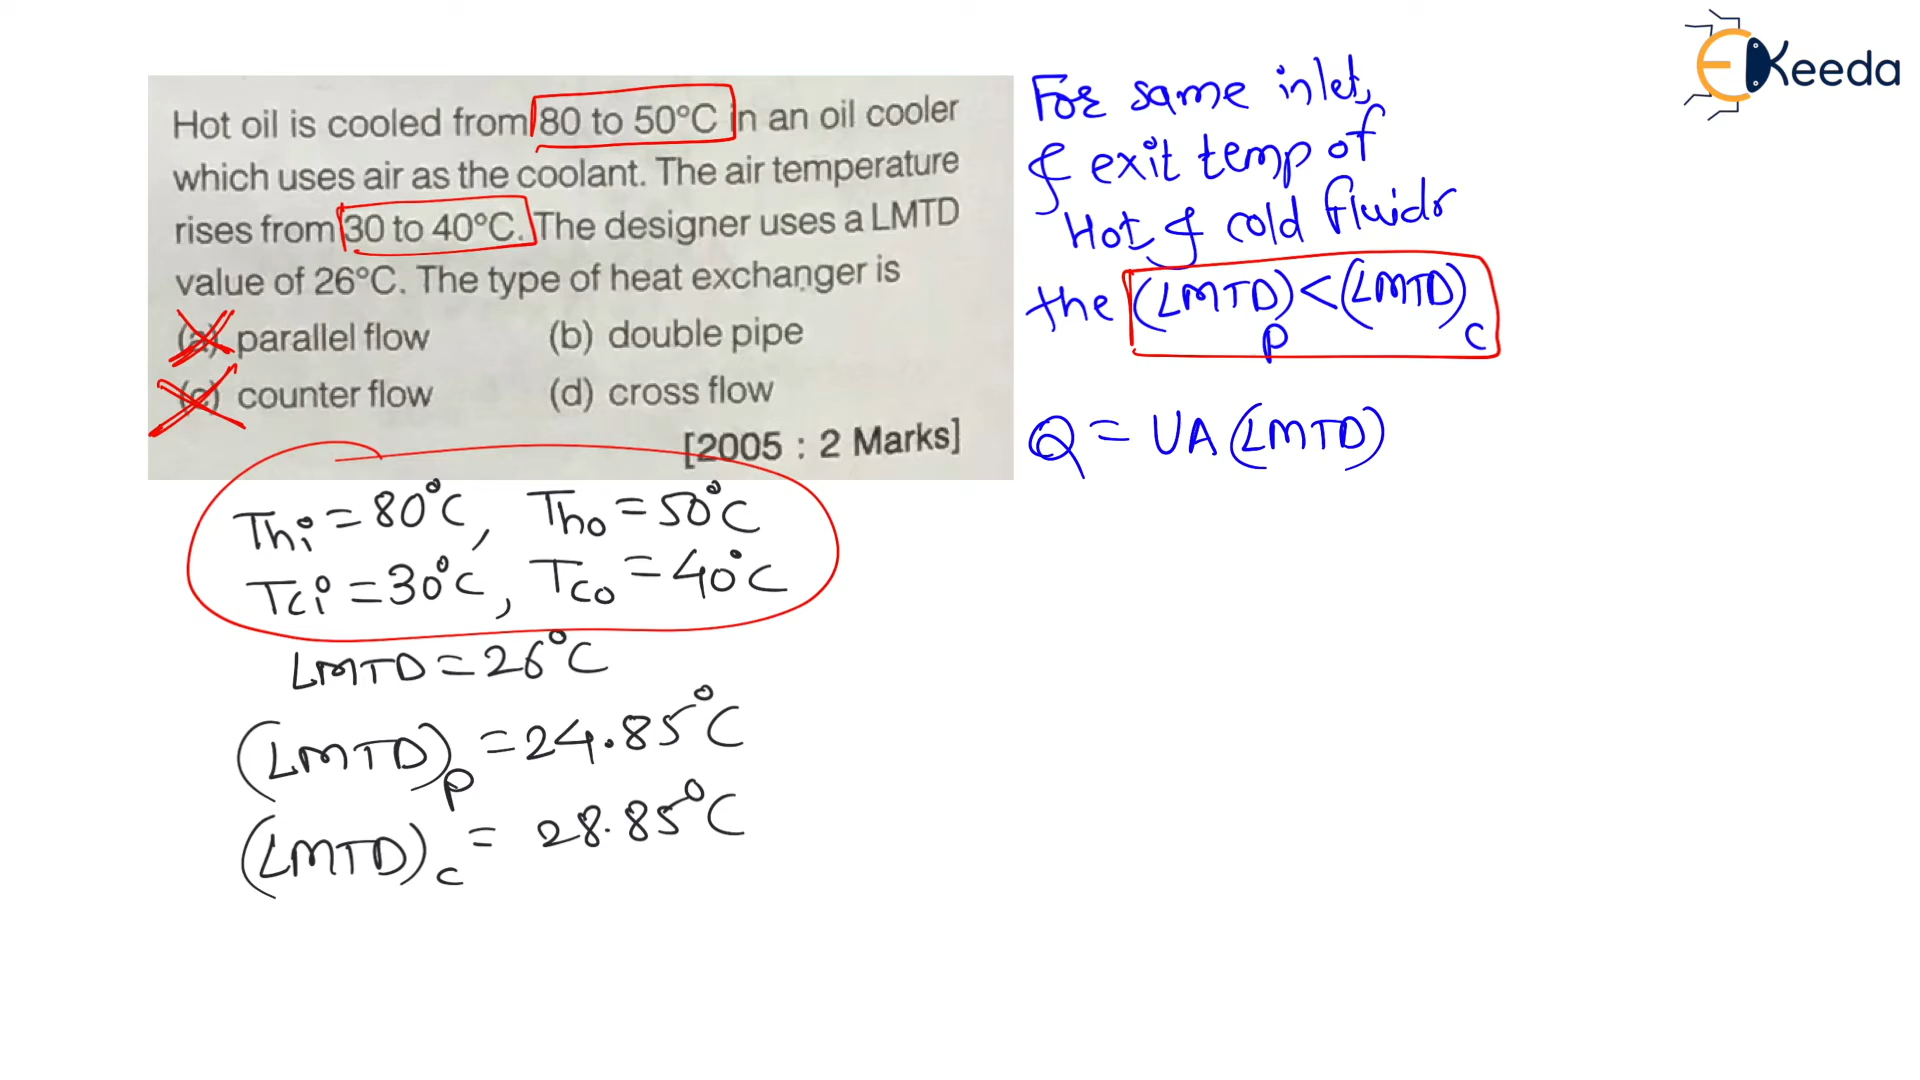 Hot oil is cooled from 80 to 50°C in an oil cooler
which uses air as the coolant. The air temperature
rises from 30 to 40°C. The designer uses a LMTD
value of 26°C. The type of heat exchanger is
(a) parallel flow (b) double pipe
(c) counter flow (d) cross flow
[2005 : 2 Marks]
Thi = 80°C, Tho = 50°C
Tci = 30°C, Tco = 40°C
LMTD = 26°C
(LMTD)p = 24.85°C
(LMTD)c = 28.85°C
For same inlet,
& exit temp of
Hot & cold fluids
the (LMTD)p < (LMTD)c
Q = UA (LMTD)
EKeeda